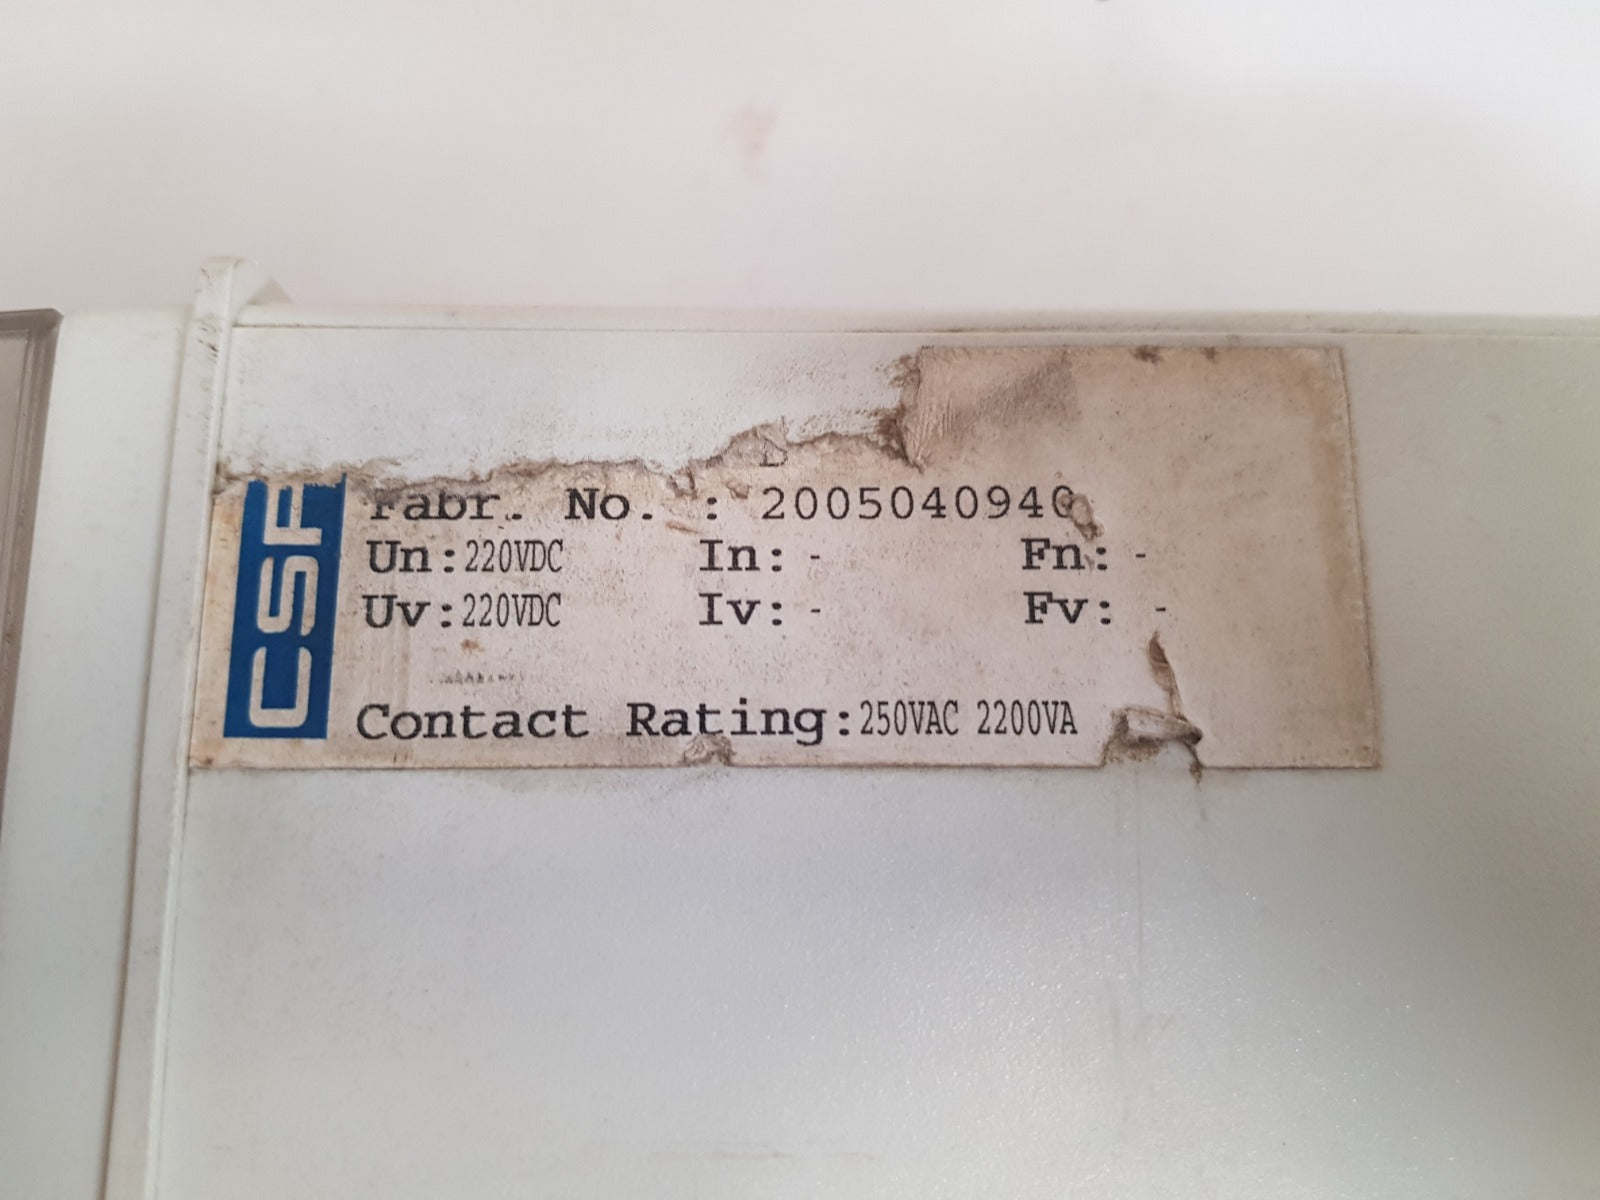 CSF
Fabr. No. : 2005040940
Un:220VDC In: - Fn: -
Uv:220VDC Iv: - Fv: -
Contact Rating:250VAC 2200VA